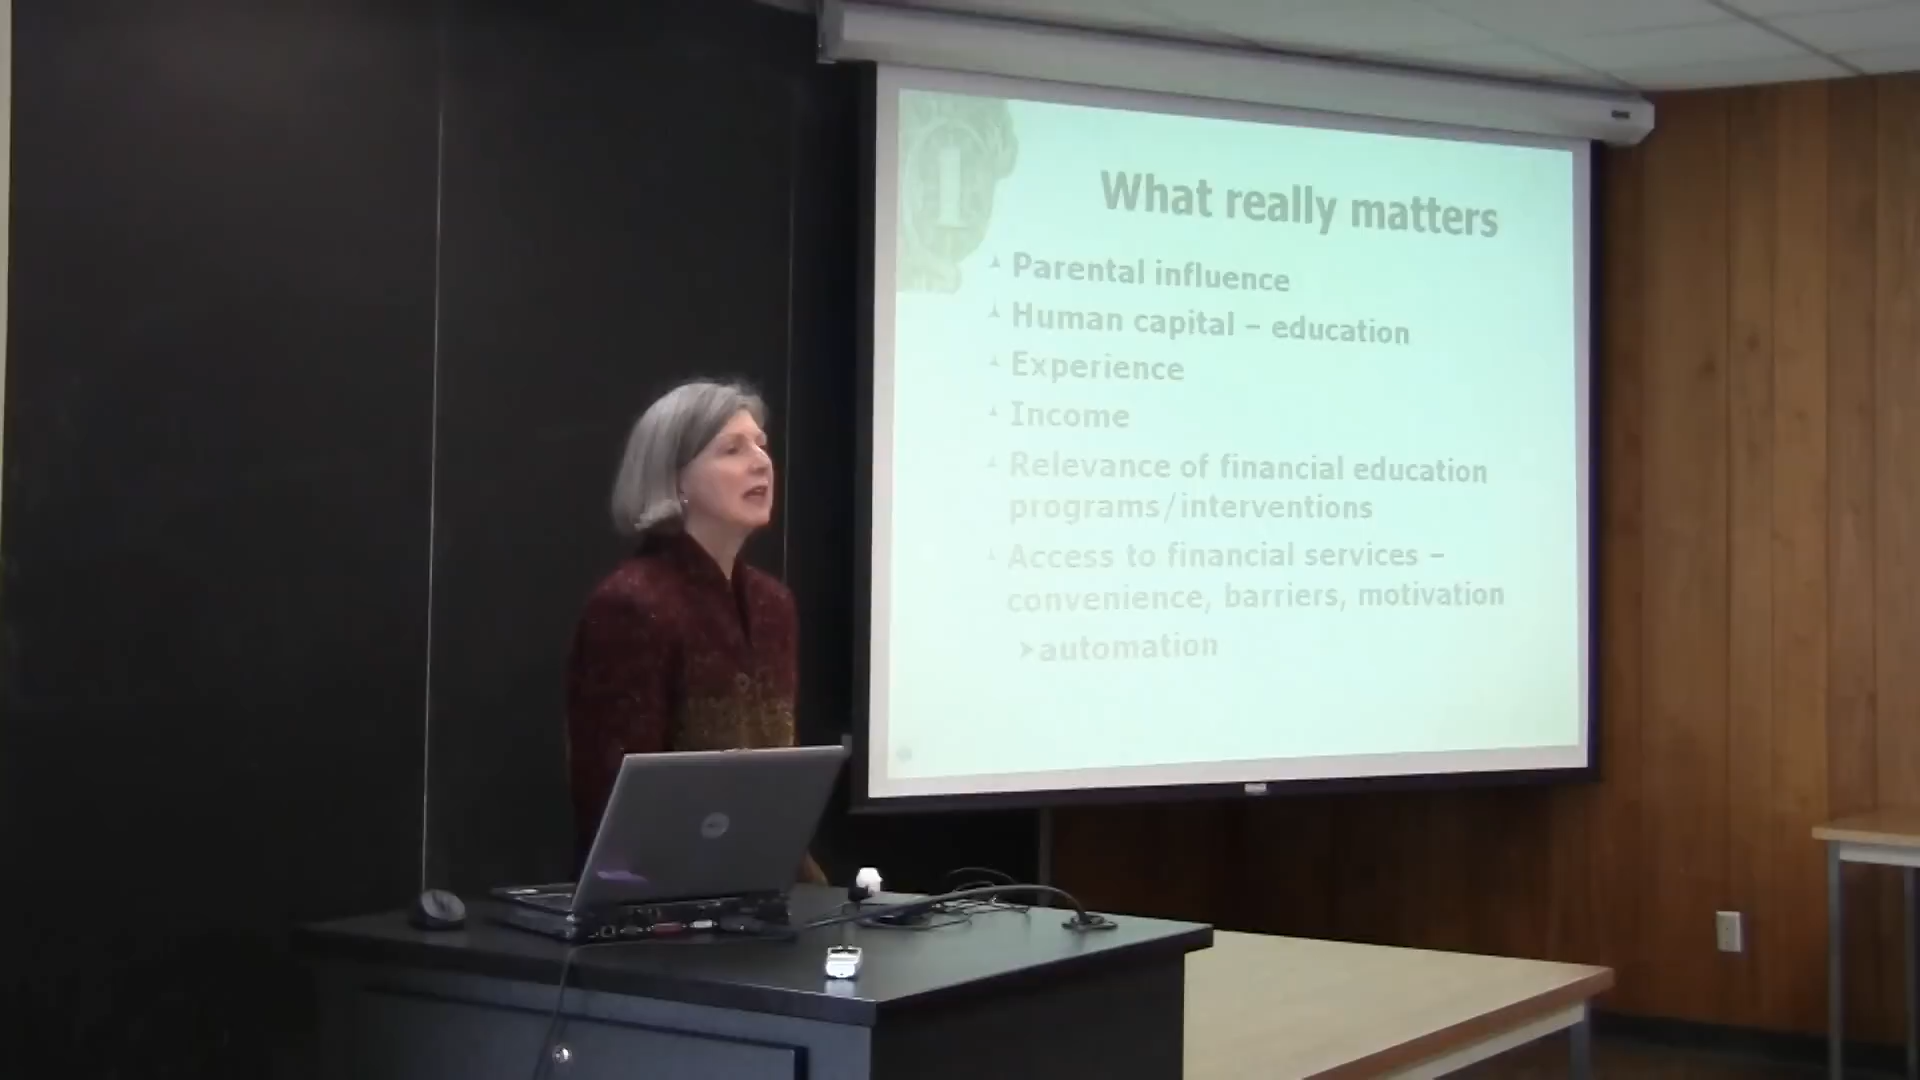 What really matters
Parental influence
Human capital – education
Experience
Income
Relevance of financial education
programs/interventions
Access to financial services –
convenience, barriers, motivation
automation